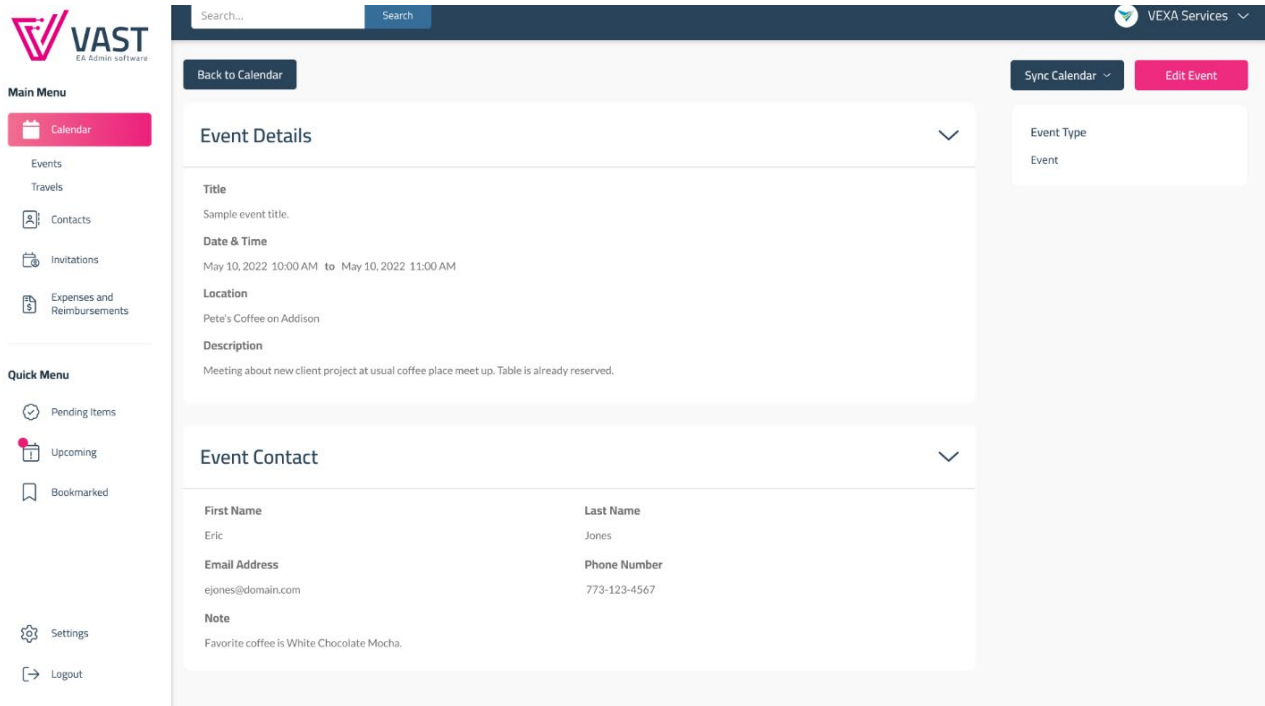 VAST
EA Admin software
Search...
Search
VEXA Services
Main Menu
Calendar
Events
Travels
Contacts
Invitations
Expenses and
Reimbursements
Quick Menu
Pending Items
Upcoming
Bookmarked
Settings
Logout
Back to Calendar
Sync Calendar
Edit Event
Event Details
Title
Sample event title.
Date & Time
May 10, 2022 10:00 AM to May 10, 2022 11:00 AM
Location
Pete's Coffee on Addison
Description
Meeting about new client project at usual coffee place meet up. Table is already reserved.
Event Type
Event
Event Contact
First Name
Eric
Last Name
Jones
Email Address
ejones@domain.com
Phone Number
773-123-4567
Note
Favorite coffee is White Chocolate Mocha.